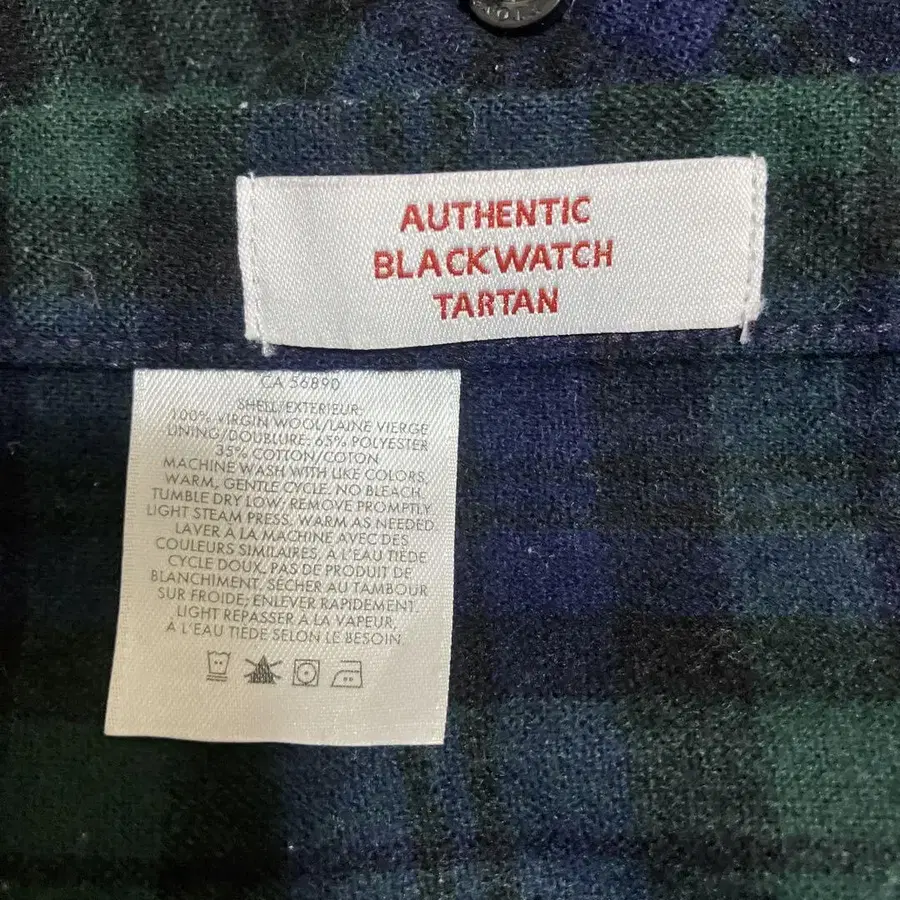 AUTHENTIC
BLACKWATCH
TARTAN
CA 56890
SHELL/EXTERIEUR:
100% VIRGIN WOOL/LAINE VIERGE
LINING/DOUBLURE: 65% POLYESTER
35% COTTON/COTON
MACHINE WASH WITH LIKE COLORS,
WARM, GENTLE CYCLE. NO BLEACH.
TUMBLE DRY LOW; REMOVE PROMPTLY.
LIGHT STEAM PRESS, WARM AS NEEDED.
LAVER À LA MACHINE AVEC DES
COULEURS SIMILAIRES, À L'EAU TIÈDE
CYCLE DOUX. PAS DE PRODUIT DE
BLANCHIMENT. SÉCHER AU TAMBOUR
SUR FROIDE; ENLEVER RAPIDEMENT.
LIGHT REPASSER A LA VAPEUR,
À L'EAU TIÈDE SELON LE BESOIN.